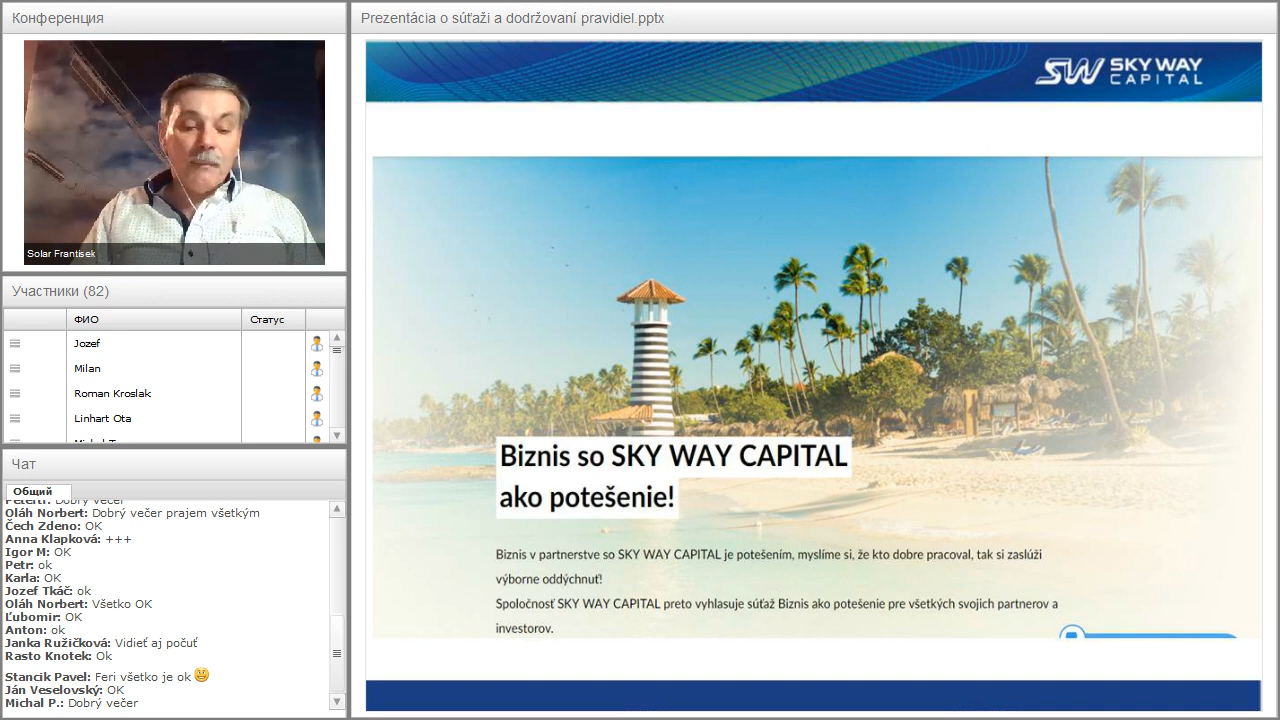 Конференция
Solar Frantisek
Участники (82)
ФИО
Статус
Jozef
Milan
Roman Kroslak
Linhart Ota
Чат
Общий
Dobrý večer
Oláh Norbert: Dobrý večer prajem všetkým
Čech Zdeno: OK
Anna Klapková: +++
Igor M: OK
Petr: ok
Karla: OK
Jozef Tkáč: ok
Oláh Norbert: Všetko OK
Ľubomir: OK
Anton: ok
Janka Ružičková: Vidieť aj počuť
Rasto Knotek: Ok
Stancik Pavel: Feri všetko je ok
Ján Veselovský: OK
Michal P.: Dobrý večer
Prezentácia o súťaži a dodržovaní pravidiel.pptx
SW SKY WAY
CAPITAL
Biznis so SKY WAY CAPITAL
ako potešenie!
Biznis v partnerstve so SKY WAY CAPITAL je potešením, myslíme si, že kto dobre pracoval, tak si zaslúži
výborne oddýchnuť!
Spoločnosť SKY WAY CAPITAL preto vyhlasuje súťaž Biznis ako potešenie pre všetkých svojich partnerov a
investorov.